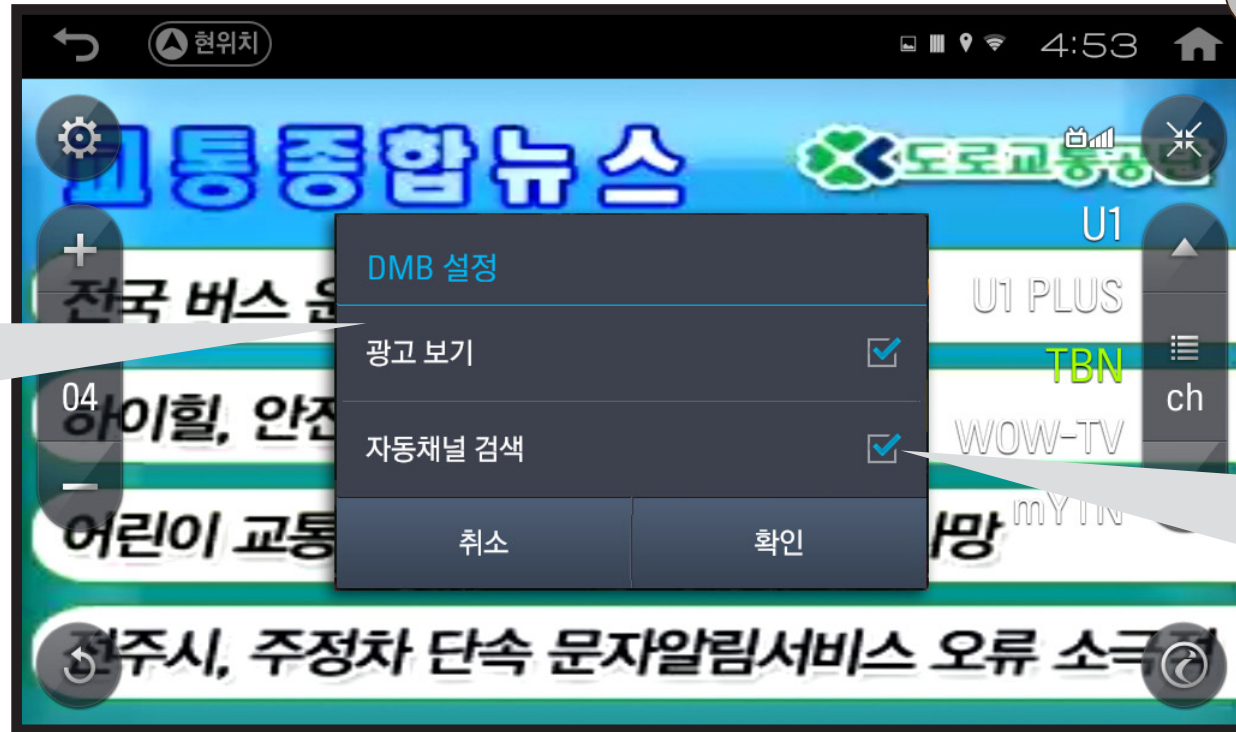 현위치
4:53
교통종합뉴스
도로교통공단
U1
DMB 설정
U1 PLUS
전국 버스
광고 보기
TBN
04
ch
하이힐,
자동채널 검색
WOW-TV
mYTN
어린이 교통
취소
확인
사망
전주시, 주정차 단속 문자알림서비스 오류 소극적